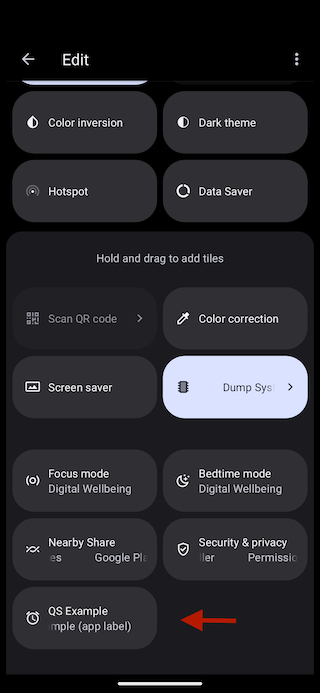 Edit
Color inversion
Dark theme
Hotspot
Data Saver
Hold and drag to add tiles
Scan QR code
Color correction
Screen saver
Dump Sys
Focus mode
Digital Wellbeing
Bedtime mode
Digital Wellbeing
Nearby Share
es Google Pla
Security & privacy
ller Permissio
QS Example
mple (app label)